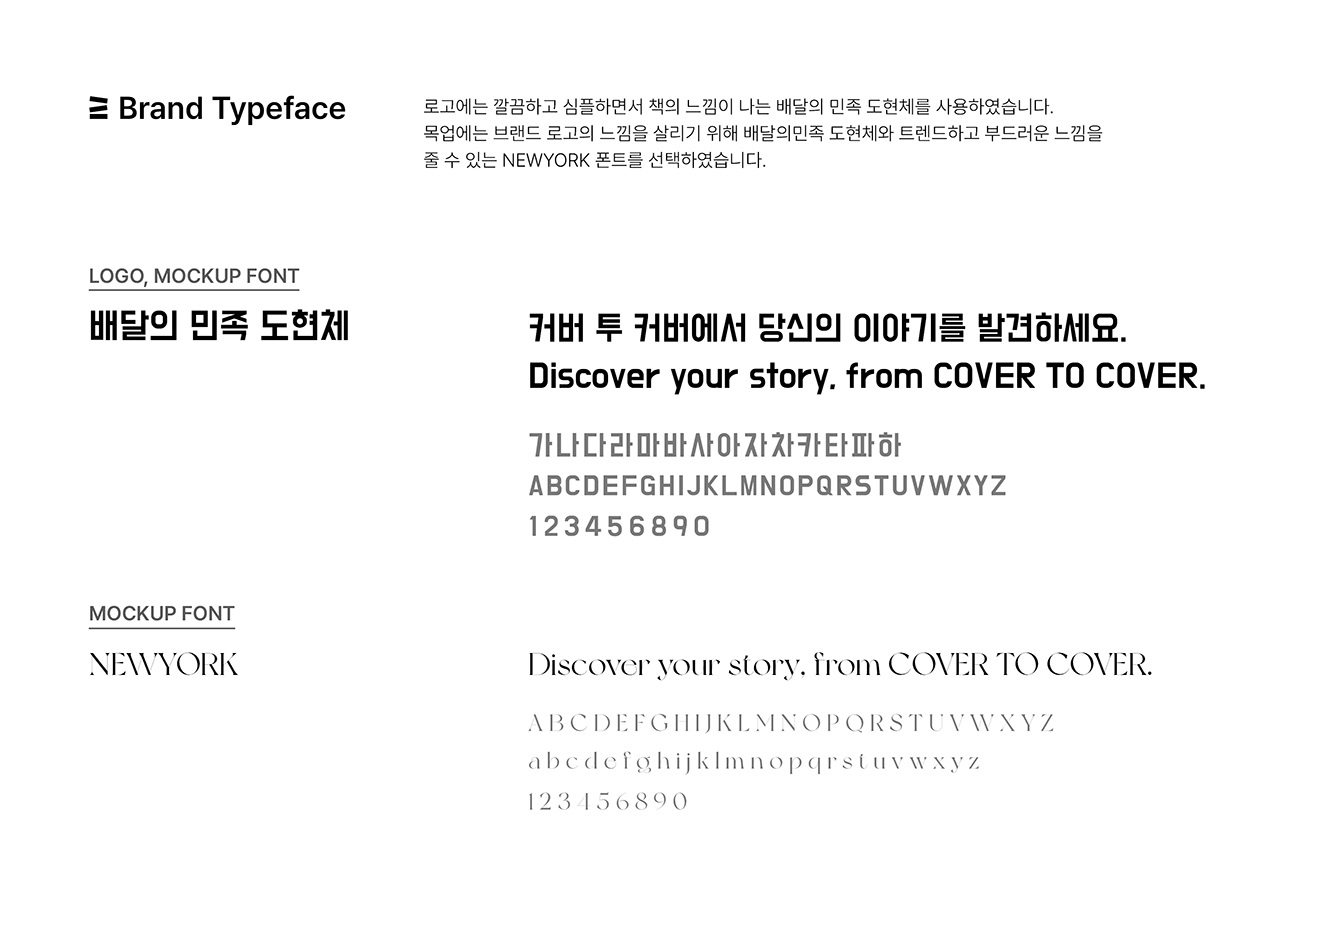 Brand Typeface
로고에는 깔끔하고 심플하면서 책의 느낌이 나는 배달의 민족 도현체를 사용하였습니다.
목업에는 브랜드 로고의 느낌을 살리기 위해 배달의민족 도현체와 트렌드하고 부드러운 느낌을
줄 수 있는 NEWYORK 폰트를 선택하였습니다.
LOGO, MOCKUP FONT
배달의 민족 도현체
커버 투 커버에서 당신의 이야기를 발견하세요.
Discover your story, from COVER TO COVER.
가나다라마바사아자차카타파하
ABCDEFGHIJKLMNOPQRSTUVWXYZ
123456890
MOCKUP FONT
NEWYORK
Discover your story, from COVER TO COVER.
ABCDEFGHIJKLMNOPQRSTUVWXYZ
abcdefghijklmnopqrstuvwxyz
123456890